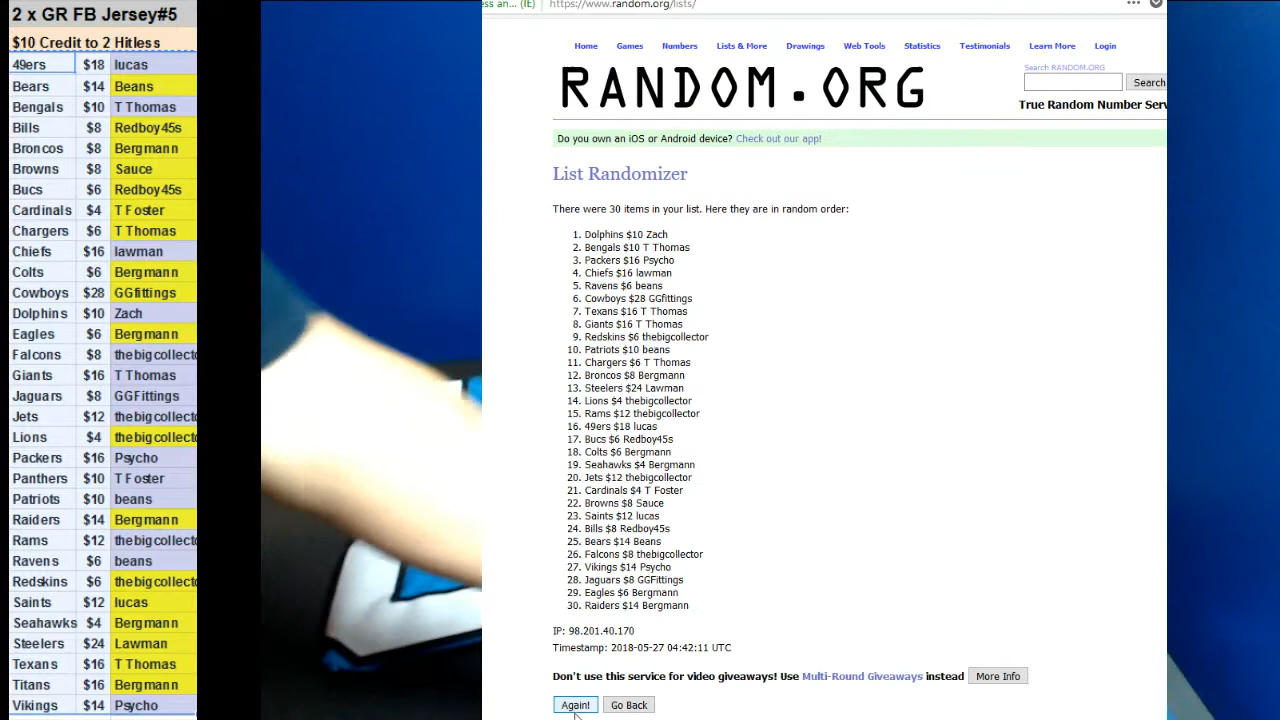 2 x GR FB Jersey#5
$10 Credit to 2 Hitless
49ers $18 lucas
Bears $14 Beans
Bengals $10 T Thomas
Bills $8 Redboy45s
Broncos $8 Bergmann
Browns $8 Sauce
Bucs $6 Redboy45s
Cardinals $4 T Foster
Chargers $6 T Thomas
Chiefs $16 lawman
Colts $6 Bergmann
Cowboys $28 GGfittings
Dolphins $10 Zach
Eagles $6 Bergmann
Falcons $8 thebigcollecto
Giants $16 T Thomas
Jaguars $8 GGFittings
Jets $12 thebigcollecto
Lions $4 thebigcollecto
Packers $16 Psycho
Panthers $10 T Foster
Patriots $10 beans
Raiders $14 Bergmann
Rams $12 thebigcollecto
Ravens $6 beans
Redskins $6 thebigcollecto
Saints $12 lucas
Seahawks $4 Bergmann
Steelers $24 Lawman
Texans $16 T Thomas
Titans $16 Bergmann
Vikings $14 Psycho
an... (IE) https://www.random.org/lists/
Home Games Numbers Lists & More Drawings Web Tools Statistics Testimonials Learn More Login
RANDOM.ORG
Search RANDOM.ORG
Search
True Random Number Serv
Do you own an iOS or Android device? Check out our app!
List Randomizer
There were 30 items in your list. Here they are in random order:
1. Dolphins $10 Zach
2. Bengals $10 T Thomas
3. Packers $16 Psycho
4. Chiefs $16 lawman
5. Ravens $6 beans
6. Cowboys $28 GGfittings
7. Texans $16 T Thomas
8. Giants $16 T Thomas
9. Redskins $6 thebigcollector
10. Patriots $10 beans
11. Chargers $6 T Thomas
12. Broncos $8 Bergmann
13. Steelers $24 Lawman
14. Lions $4 thebigcollector
15. Rams $12 thebigcollector
16. 49ers $18 lucas
17. Bucs $6 Redboy45s
18. Colts $6 Bergmann
19. Seahawks $4 Bergmann
20. Jets $12 thebigcollector
21. Cardinals $4 T Foster
22. Browns $8 Sauce
23. Saints $12 lucas
24. Bills $8 Redboy45s
25. Bears $14 Beans
26. Falcons $8 thebigcollector
27. Vikings $14 Psycho
28. Jaguars $8 GGFittings
29. Eagles $6 Bergmann
30. Raiders $14 Bergmann
IP: 98.201.40.170
Timestamp: 2018-05-27 04:42:11 UTC
Don't use this service for video giveaways! Use Multi-Round Giveaways instead More Info
Again! Go Back